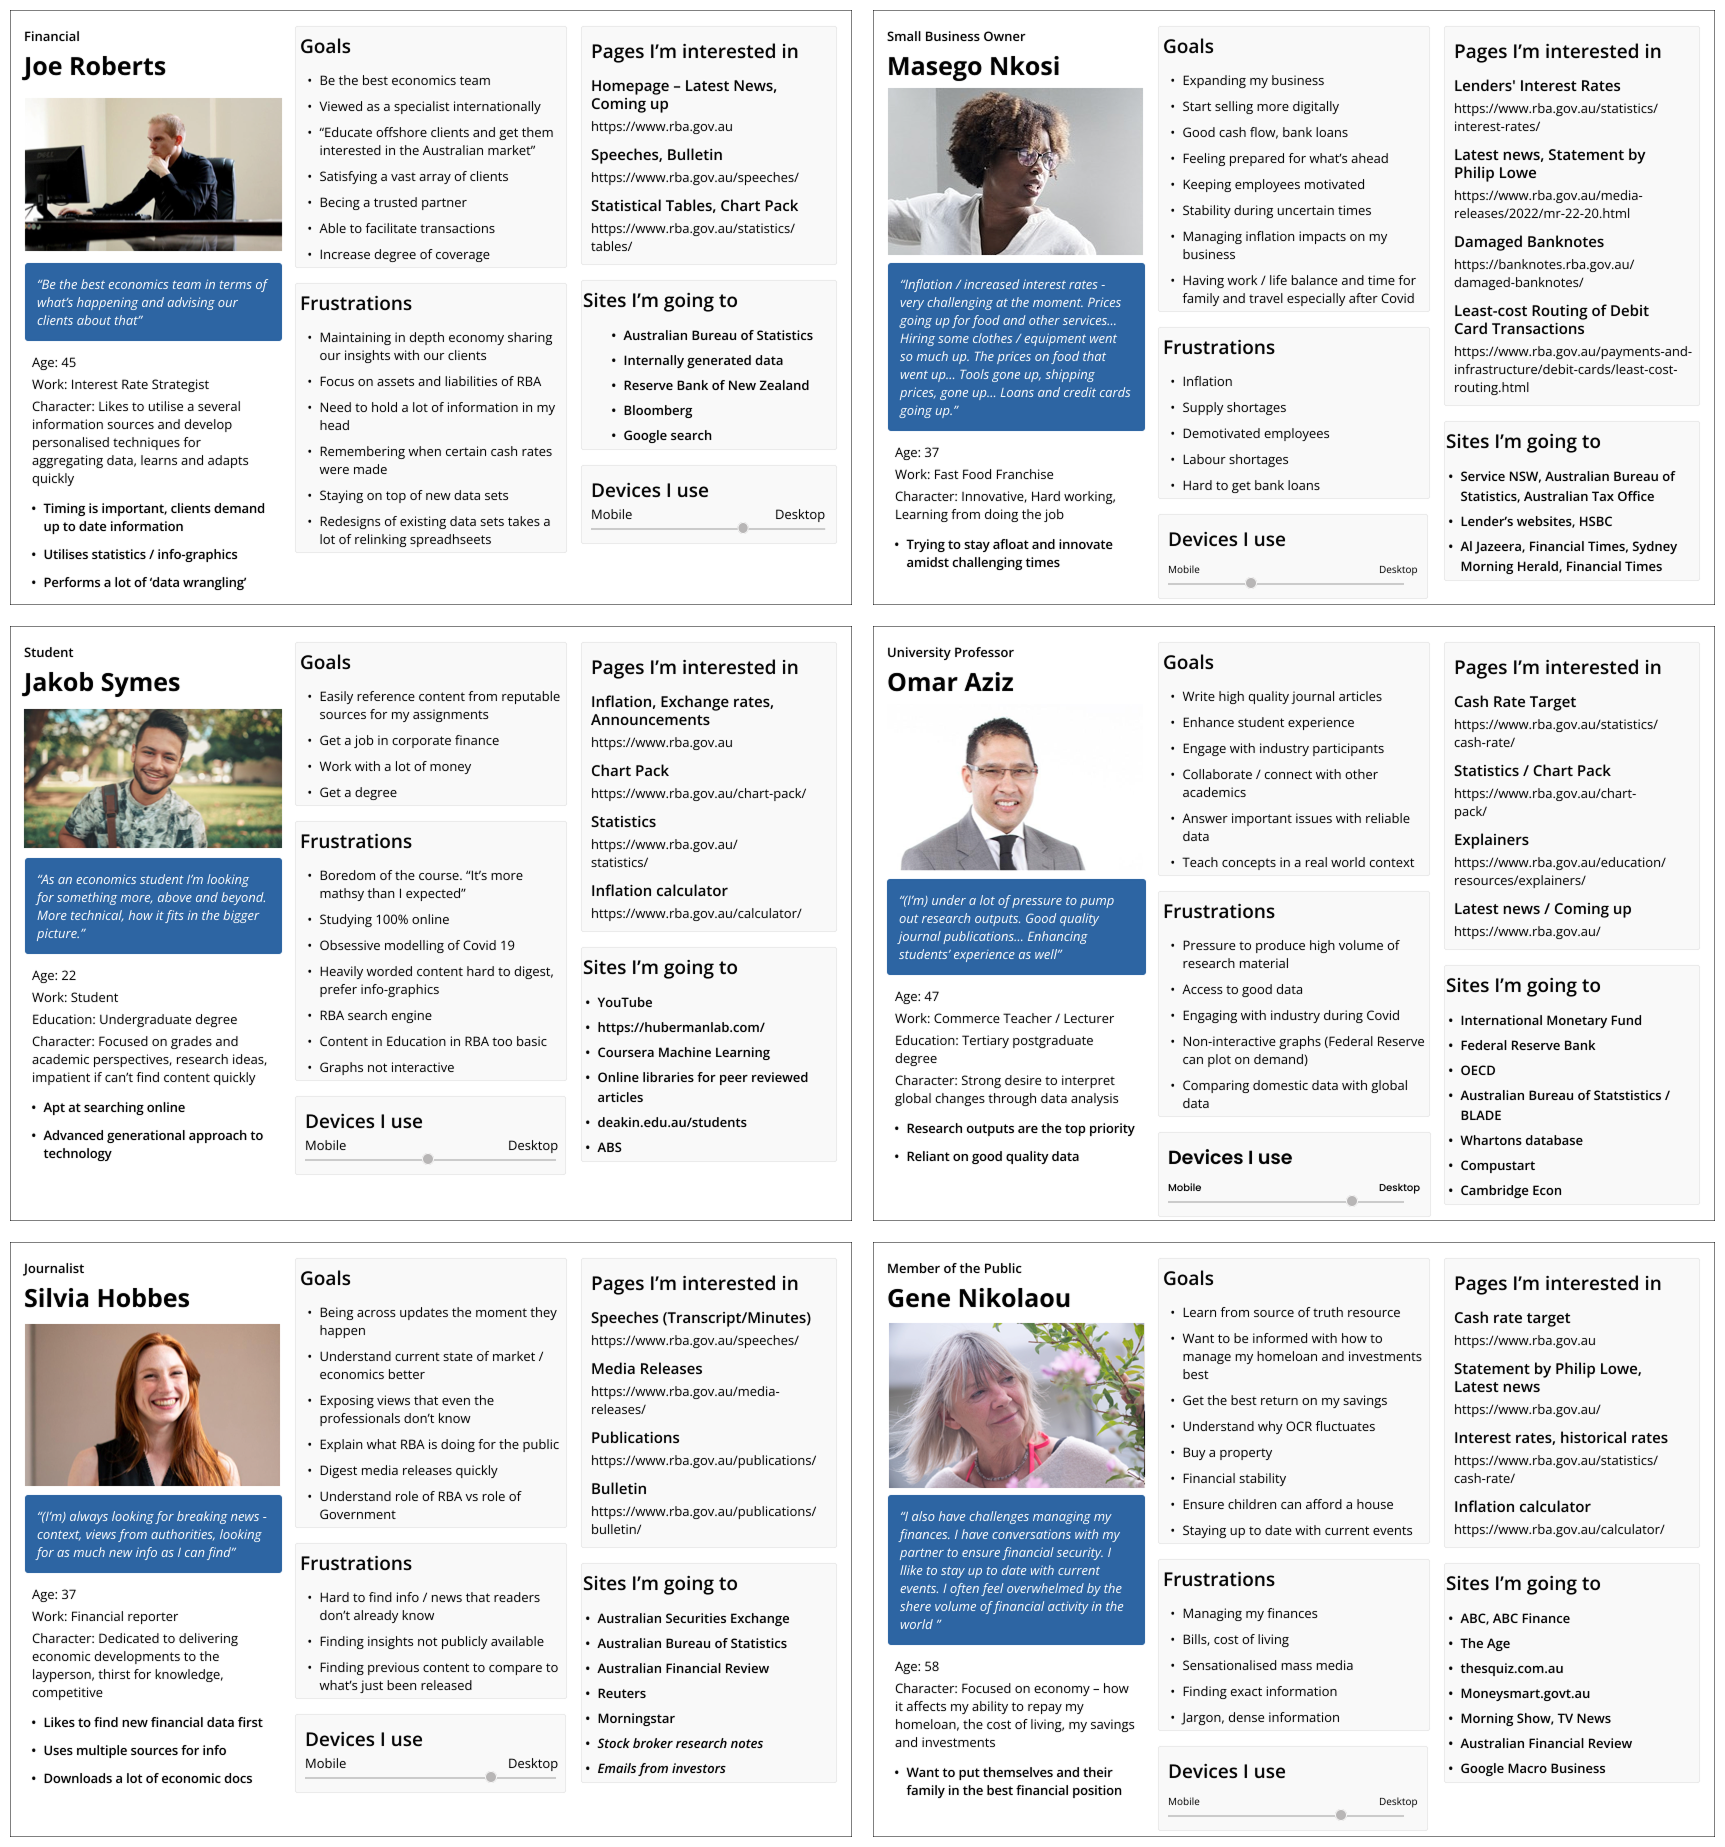 Financial
Joe Roberts
“Be the best economics team in terms of
what’s happening and advising our
clients about that”
Age: 45
Work: Interest Rate Strategist
Character: Likes to utilise a several
information sources and develop
personalised techniques for
aggregating data, learns and adapts
quickly
• Timing is important, clients demand
up to date information
• Utilises statistics / info-graphics
• Performs a lot of ‘data wrangling’
Goals
• Be the best economics team
• Viewed as a specialist internationally
• “Educate offshore clients and get them
interested in the Australian market”
• Satisfying a vast array of clients
• Becing a trusted partner
• Able to facilitate transactions
• Increase degree of coverage
Frustrations
• Maintaining in depth economy sharing
our insights with our clients
• Focus on assets and liabilities of RBA
• Need to hold a lot of information in my
head
• Remembering when certain cash rates
were made
• Staying on top of new data sets
• Redesigns of existing data sets takes a
lot of relinking spreadhseets
Pages I’m interested in
Homepage – Latest News,
Coming up
https://www.rba.gov.au
Speeches, Bulletin
https://www.rba.gov.au/speeches/
Statistical Tables, Chart Pack
https://www.rba.gov.au/statistics/
tables/
Sites I’m going to
• Australian Bureau of Statistics
• Internally generated data
• Reserve Bank of New Zealand
• Bloomberg
• Google search
Devices I use
Mobile Desktop
Small Business Owner
Masego Nkosi
“Inflation / increased interest rates -
very challenging at the moment. Prices
going up for food and other services...
Hiring some clothes / equipment went
so much up. The prices on food that
went up... Tools gone up, shipping
prices, gone up... Loans and credit cards
going up.”
Age: 37
Work: Fast Food Franchise
Character: Innovative, Hard working,
Learning from doing the job
• Trying to stay afloat and innovate
amidst challenging times
Goals
• Expanding my business
• Start selling more digitally
• Good cash flow, bank loans
• Feeling prepared for what’s ahead
• Keeping employees motivated
• Stability during uncertain times
• Managing inflation impacts on my
business
• Having work / life balance and time for
family and travel especially after Covid
Frustrations
• Inflation
• Supply shortages
• Demotivated employees
• Labour shortages
• Hard to get bank loans
Devices I use
Mobile Desktop
Pages I’m interested in
Lenders' Interest Rates
https://www.rba.gov.au/statistics/
interest-rates/
Latest news, Statement by
Philip Lowe
https://www.rba.gov.au/media-
releases/2022/mr-22-20.html
Damaged Banknotes
https://banknotes.rba.gov.au/
damaged-banknotes/
Least-cost Routing of Debit
Card Transactions
https://www.rba.gov.au/payments-and-
infrastructure/debit-cards/least-cost-
routing.html
Sites I’m going to
• Service NSW, Australian Bureau of
Statistics, Australian Tax Office
• Lender’s websites, HSBC
• Al Jazeera, Financial Times, Sydney
Morning Herald, Financial Times
Student
Jakob Symes
“As an economics student I’m looking
for something more, above and beyond.
More technical, how it fits in the bigger
picture.”
Age: 22
Work: Student
Education: Undergraduate degree
Character: Focused on grades and
academic perspectives, research ideas,
impatient if can’t find content quickly
• Apt at searching online
• Advanced generational approach to
technology
Goals
• Easily reference content from reputable
sources for my assignments
• Get a job in corporate finance
• Work with a lot of money
• Get a degree
Frustrations
• Boredom of the course. “It’s more
mathsy than I expected”
• Studying 100% online
• Obsessive modelling of Covid 19
• Heavily worded content hard to digest,
prefer info-graphics
• RBA search engine
• Content in Education in RBA too basic
• Graphs not interactive
Devices I use
Mobile Desktop
Pages I’m interested in
Inflation, Exchange rates,
Announcements
https://www.rba.gov.au
Chart Pack
https://www.rba.gov.au/chart-pack/
Statistics
https://www.rba.gov.au/
statistics/
Inflation calculator
https://www.rba.gov.au/calculator/
Sites I’m going to
• YouTube
• https://hubermanlab.com/
• Coursera Machine Learning
• Online libraries for peer reviewed
articles
• deakin.edu.au/students
• ABS
University Professor
Omar Aziz
“(I’m) under a lot of pressure to pump
out research outputs. Good quality
journal publications... Enhancing
students’ experience as well”
Age: 47
Work: Commerce Teacher / Lecturer
Education: Tertiary postgraduate
degree
Character: Strong desire to interpret
global changes through data analysis
• Research outputs are the top priority
• Reliant on good quality data
Goals
• Write high quality journal articles
• Enhance student experience
• Engage with industry participants
• Collaborate / connect with other
academics
• Answer important issues with reliable
data
• Teach concepts in a real world context
Frustrations
• Pressure to produce high volume of
research material
• Access to good data
• Engaging with industry during Covid
• Non-interactive graphs (Federal Reserve
can plot on demand)
• Comparing domestic data with global
data
Devices I use
Mobile Desktop
Pages I’m interested in
Cash Rate Target
https://www.rba.gov.au/statistics/
cash-rate/
Statistics / Chart Pack
https://www.rba.gov.au/chart-
pack/
Explainers
https://www.rba.gov.au/education/
resources/explainers/
Latest news / Coming up
https://www.rba.gov.au/
Sites I’m going to
• International Monetary Fund
• Federal Reserve Bank
• OECD
• Australian Bureau of Statstistics /
BLADE
• Whartons database
• Compustart
• Cambridge Econ
Journalist
Silvia Hobbes
“(I’m) always looking for breaking news -
context, views from authorities, looking
for as much new info as I can find”
Age: 37
Work: Financial reporter
Character: Dedicated to delivering
economic developments to the
layperson, thirst for knowledge,
competitive
• Likes to find new financial data first
• Uses multiple sources for info
• Downloads a lot of economic docs
Goals
• Being across updates the moment they
happen
• Understand current state of market /
economics better
• Exposing views that even the
professionals don’t know
• Explain what RBA is doing for the public
• Digest media releases quickly
• Understand role of RBA vs role of
Government
Frustrations
• Hard to find info / news that readers
don’t already know
• Finding insights not publicly available
• Finding previous content to compare to
what’s just been released
Devices I use
Mobile Desktop
Pages I’m interested in
Speeches (Transcript/Minutes)
https://www.rba.gov.au/speeches/
Media Releases
https://www.rba.gov.au/media-
releases/
Publications
https://www.rba.gov.au/publications/
Bulletin
https://www.rba.gov.au/publications/
bulletin/
Sites I’m going to
• Australian Securities Exchange
• Australian Bureau of Statistics
• Australian Financial Review
• Reuters
• Morningstar
• Stock broker research notes
• Emails from investors
Member of the Public
Gene Nikolaou
“I also have challenges managing my
finances. I have conversations with my
partner to ensure financial security. I
llike to stay up to date with current
events. I often feel overwhelmed by the
shere volume of financial activity in the
world ”
Age: 58
Character: Focused on economy – how
it affects my ability to repay my
homeloan, the cost of living, my savings
and investments
• Want to put themselves and their
family in the best financial position
Goals
• Learn from source of truth resource
• Want to be informed with how to
manage my homeloan and investments
best
• Get the best return on my savings
• Understand why OCR fluctuates
• Buy a property
• Financial stability
• Ensure children can afford a house
• Staying up to date with current events
Frustrations
• Managing my finances
• Bills, cost of living
• Sensationalised mass media
• Finding exact information
• Jargon, dense information
Devices I use
Mobile Desktop
Pages I’m interested in
Cash rate target
https://www.rba.gov.au
Statement by Philip Lowe,
Latest news
https://www.rba.gov.au/
Interest rates, historical rates
https://www.rba.gov.au/statistics/
cash-rate/
Inflation calculator
https://www.rba.gov.au/calculator/
Sites I’m going to
• ABC, ABC Finance
• The Age
• thesquiz.com.au
• Moneysmart.govt.au
• Morning Show, TV News
• Australian Financial Review
• Google Macro Business